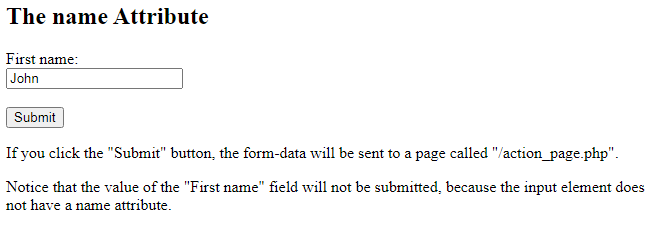 The name Attribute
First name:
John
Submit
If you click the "Submit" button, the form-data will be sent to a page called "/action_page.php".
Notice that the value of the "First name" field will not be submitted, because the input element does
not have a name attribute.